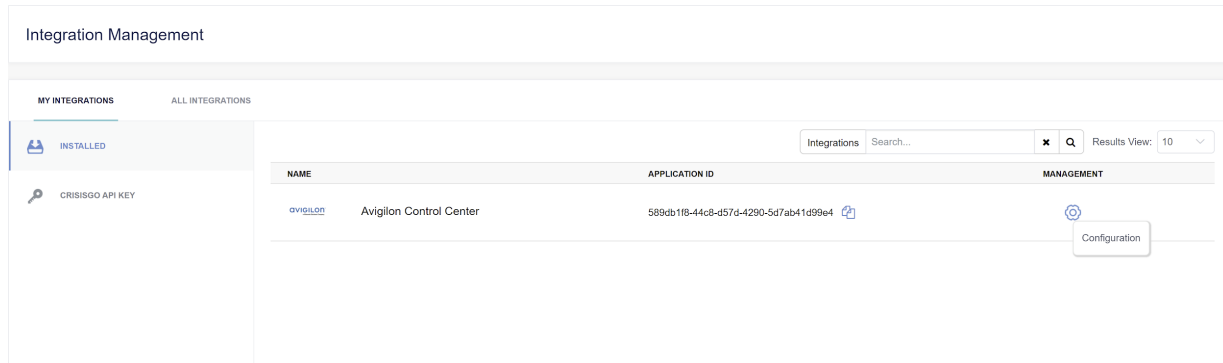 Integration Management
MY INTEGRATIONS ALL INTEGRATIONS
INSTALLED
CRISISGO API KEY
Integrations Search... Results View: 10
NAME APPLICATION ID MANAGEMENT
avigilon Avigilon Control Center 589db1f8-44c8-d57d-4290-5d7ab41d99e4
Configuration